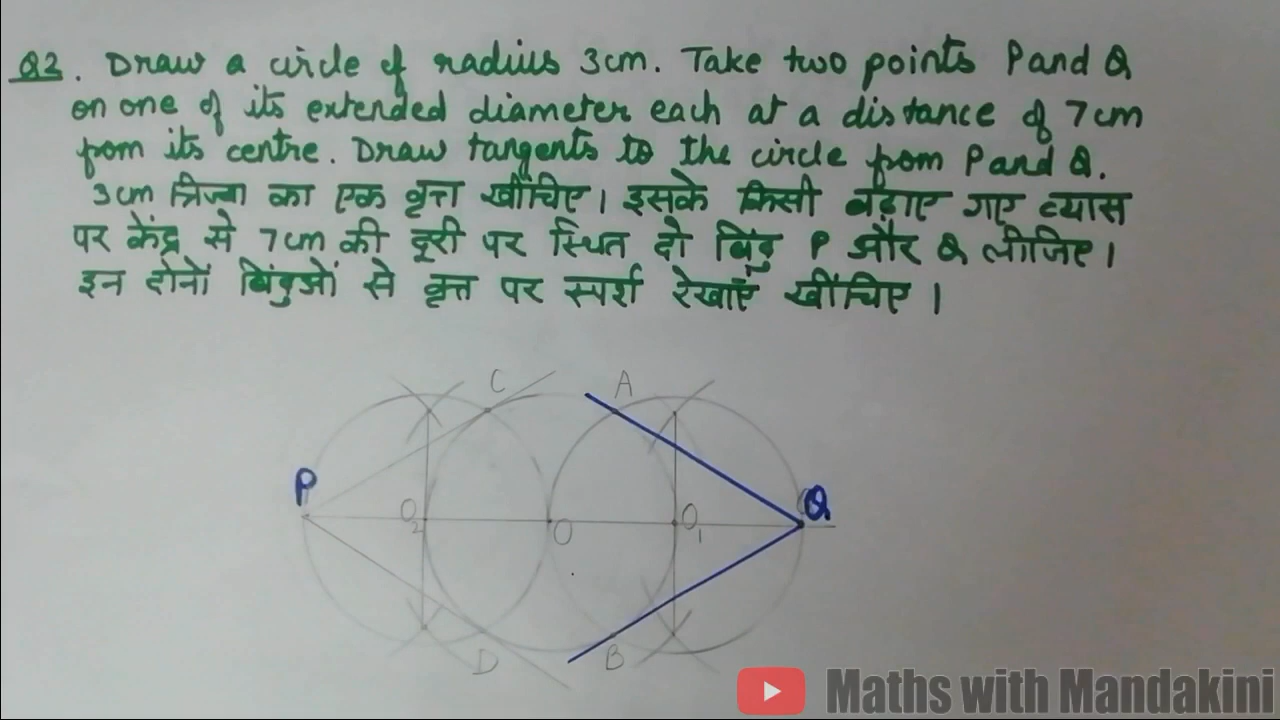 Q2. Draw a circle of radius 3cm. Take two points P and Q
on one of its extended diameter each at a distance of 7cm
from its centre. Draw tangents to the circle from P and Q.
3cm त्रिज्या का एक वृत्त खींचिए। इसके किसी बढ़ाए गए व्यास
पर केंद्र से 7cm की दूरी पर स्थित दो बिंदु P और Q लीजिए।
इन दोनों बिंदुओं से वृत्त पर स्पर्श रेखाएँ खींचिए।
C A
P Q
O2 O O1
D B
Maths with Mandakini